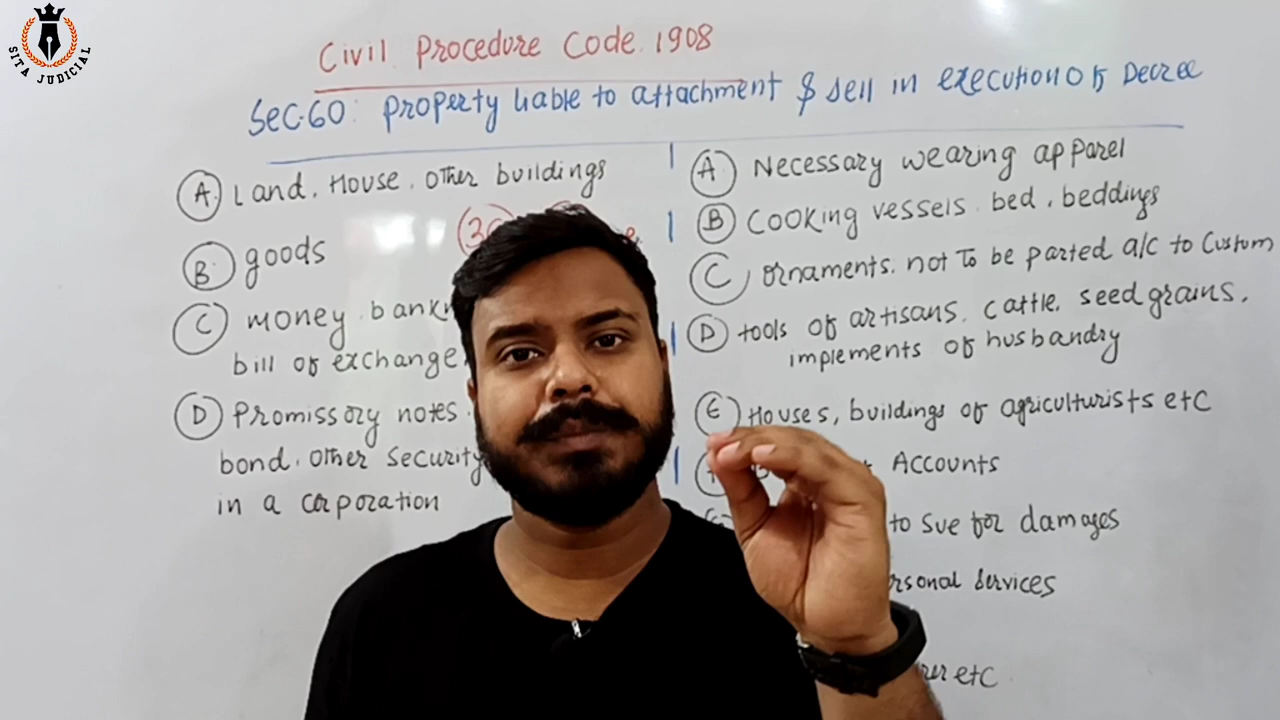 SITA JUDICIAL
Civil Procedure Code 1908
Sec.60: Property liable to attachment & sell in execution of Decree
A Land, House, other buildings
B goods
C money, bank
bill of exchange,
D Promissory notes,
bond, other security
in a corporation
A Necessary wearing apparel
B cooking vessels, bed, beddings
C ornaments, not To be parted a/c to custom
D tools of artisans, cattle, seed grains,
implements of husbandry
E Houses, buildings of agriculturists etc
Accounts
to sue for damages
Services
etc